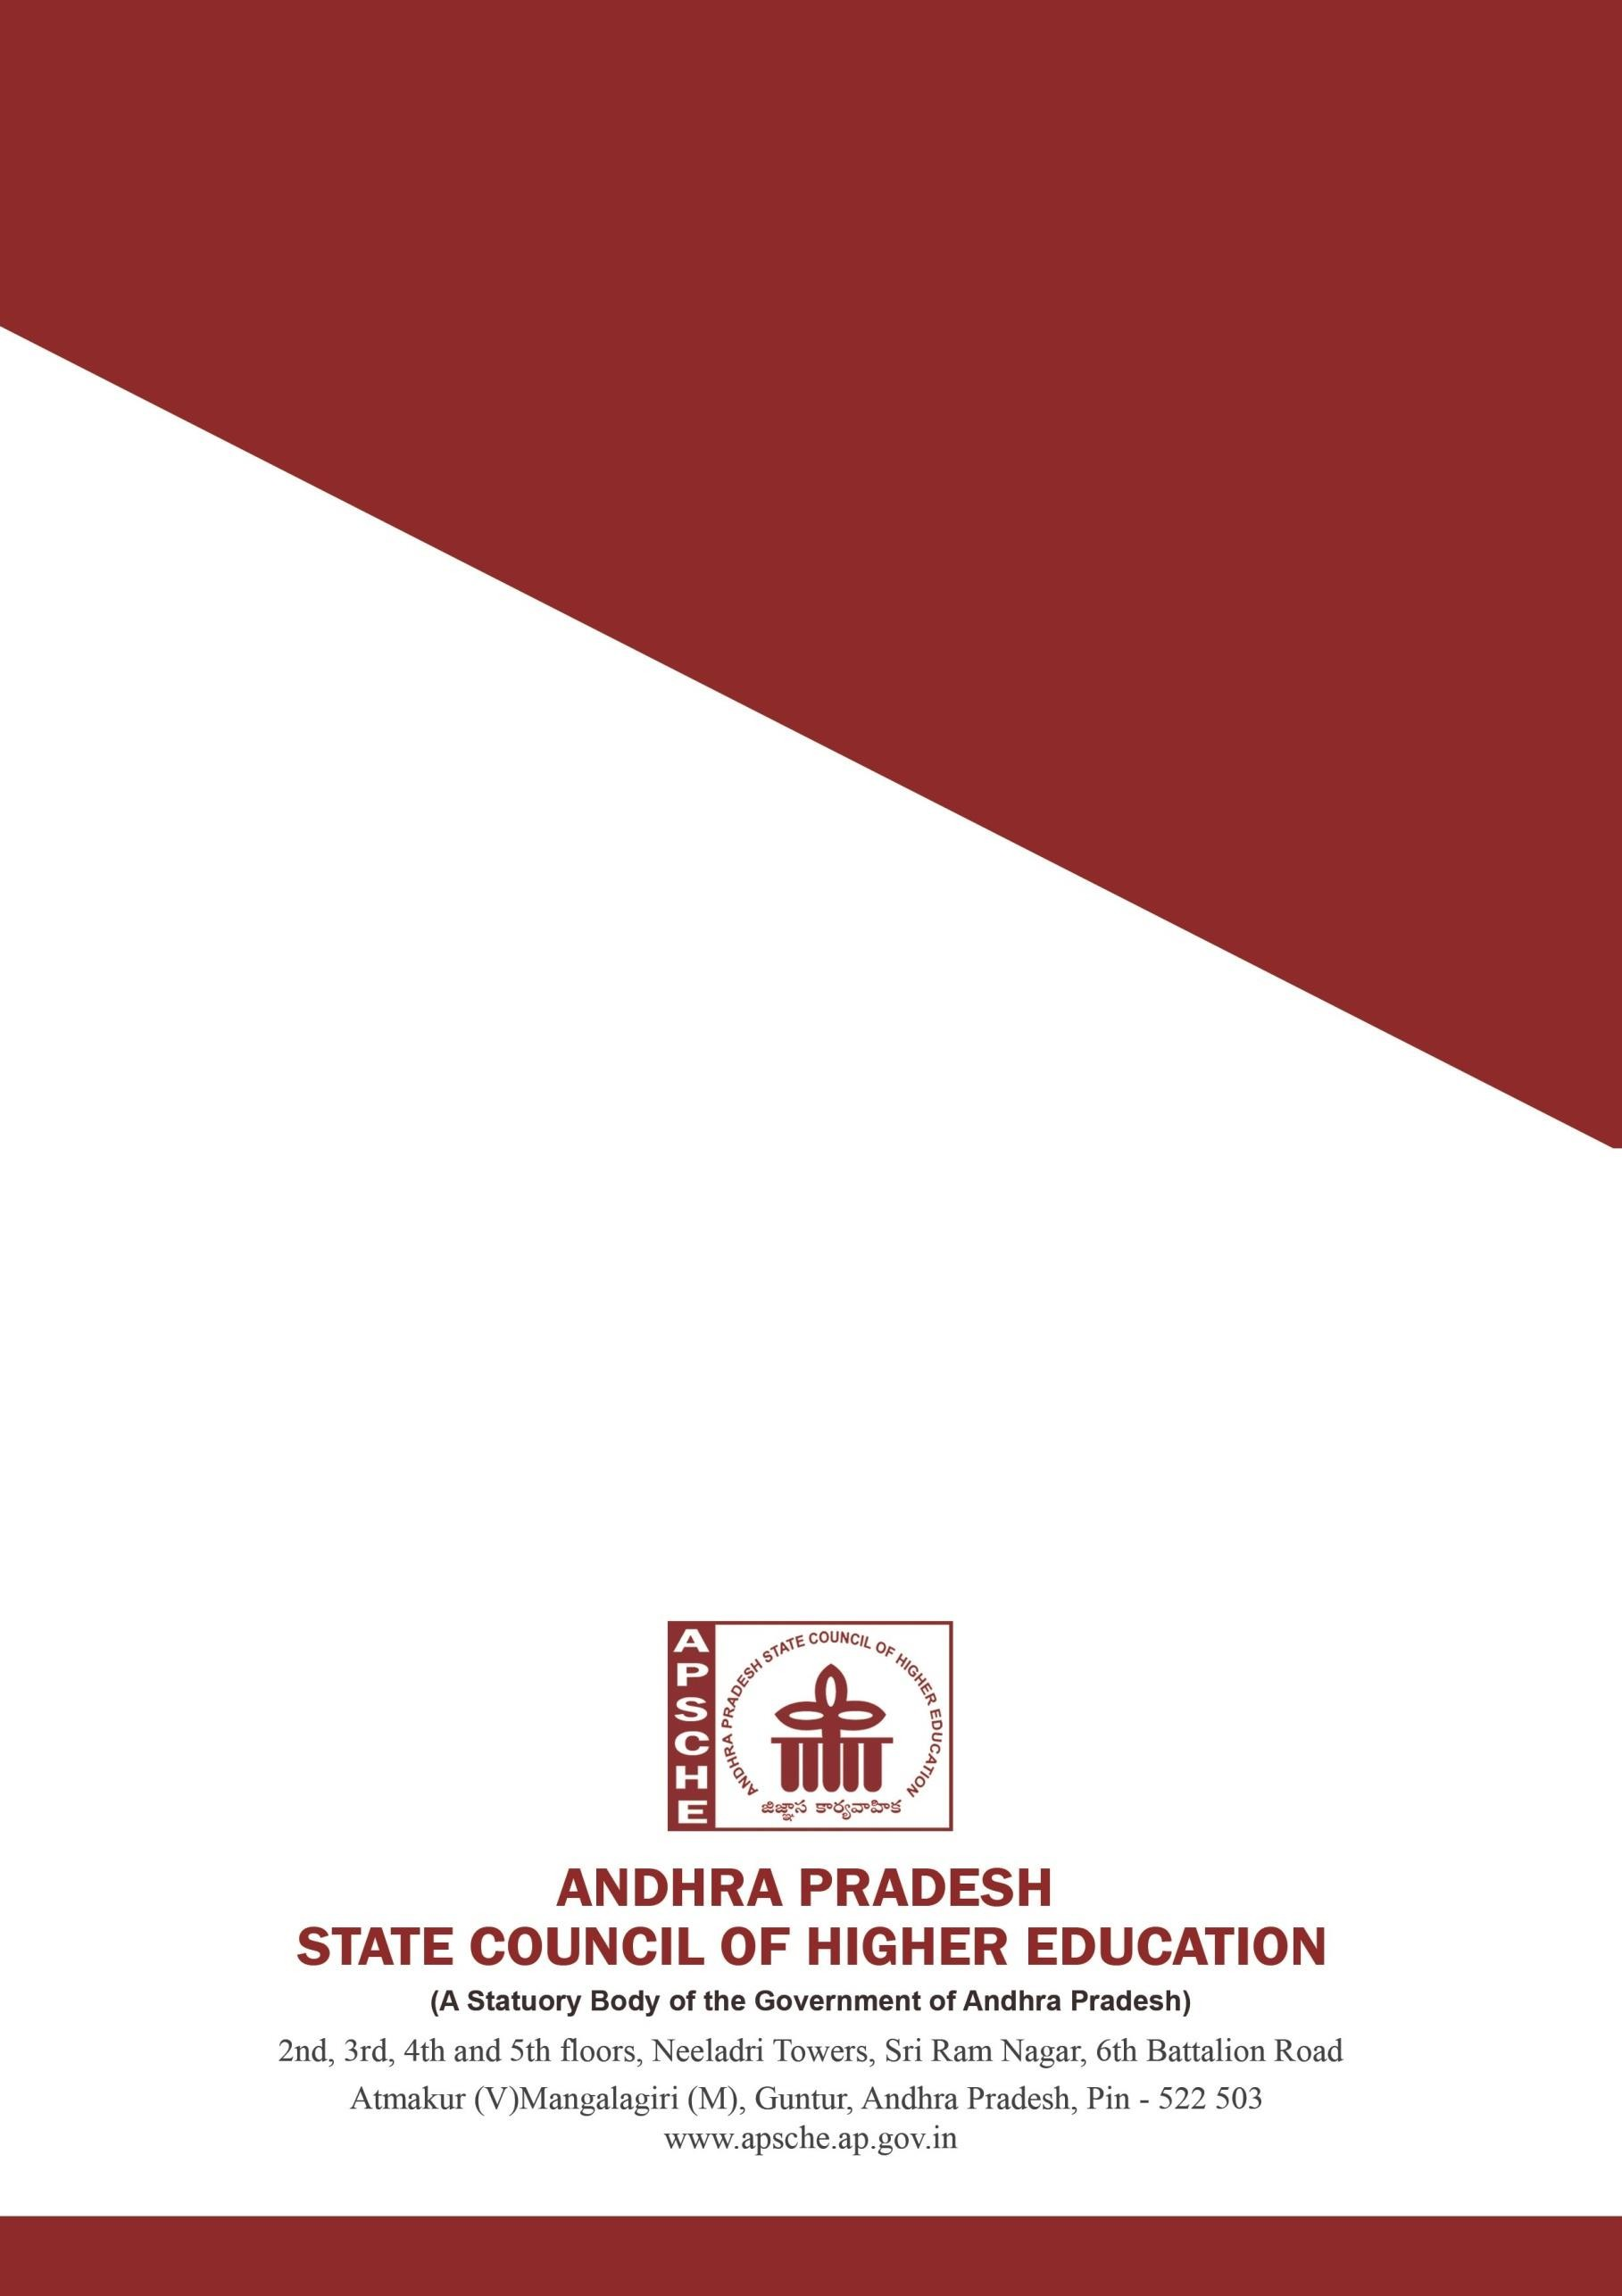 APSCHE
ANDHRA PRADESH STATE COUNCIL OF HIGHER EDUCATION
జిజ్ఞాస కార్యవాహిక
ANDHRA PRADESH
STATE COUNCIL OF HIGHER EDUCATION
(A Statuory Body of the Government of Andhra Pradesh)
2nd, 3rd, 4th and 5th floors, Neeladri Towers, Sri Ram Nagar, 6th Battalion Road
Atmakur (V)Mangalagiri (M), Guntur, Andhra Pradesh, Pin - 522 503
www.apsche.ap.gov.in